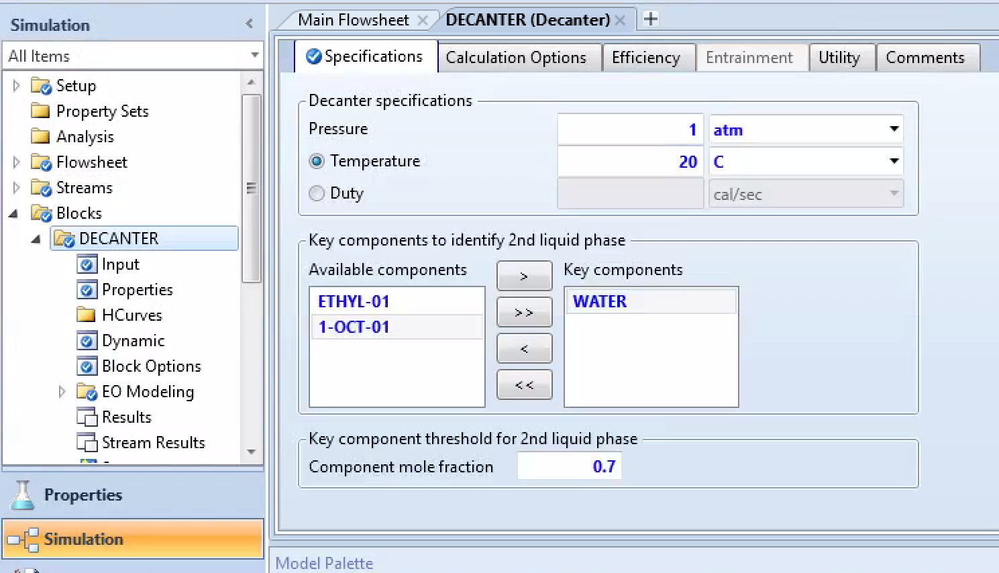 Simulation
All Items
Setup
Property Sets
Analysis
Flowsheet
Streams
Blocks
DECANTER
Input
Properties
HCurves
Dynamic
Block Options
EO Modeling
Results
Stream Results
Properties
Simulation
Main Flowsheet
DECANTER (Decanter)
Specifications
Calculation Options
Efficiency
Entrainment
Utility
Comments
Decanter specifications
Pressure 1 atm
Temperature 20 C
Duty cal/sec
Key components to identify 2nd liquid phase
Available components
ETHYL-01
1-OCT-01
>
>>
<
<<
Key components
WATER
Key component threshold for 2nd liquid phase
Component mole fraction 0.7
Model Palette